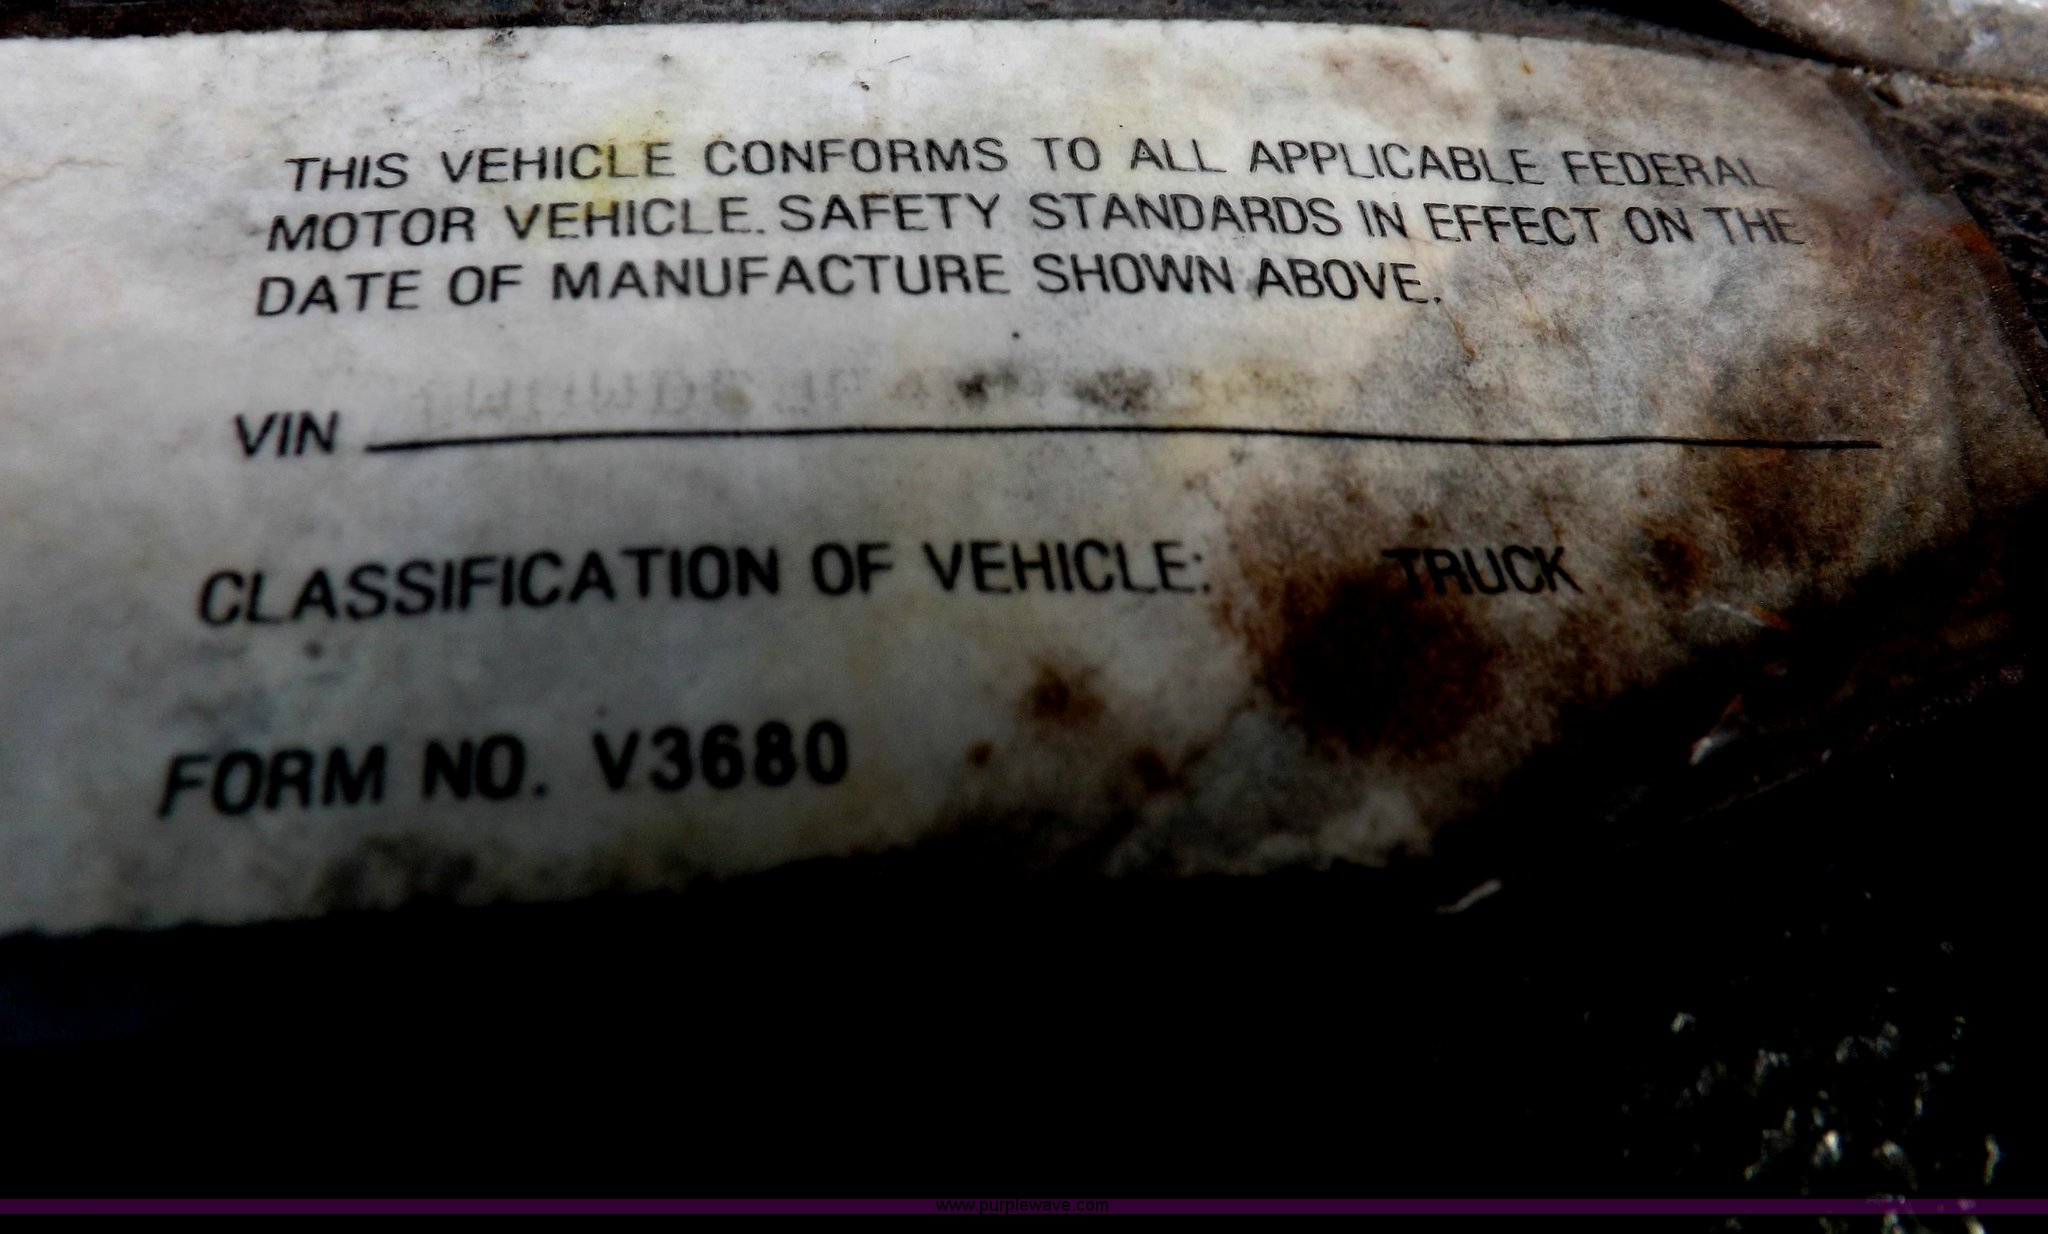 THIS VEHICLE CONFORMS TO ALL APPLICABLE FEDERAL
MOTOR VEHICLE. SAFETY STANDARDS IN EFFECT ON THE
DATE OF MANUFACTURE SHOWN ABOVE.
VIN
CLASSIFICATION OF VEHICLE: TRUCK
FORM NO. V3680
www.purplewave.com